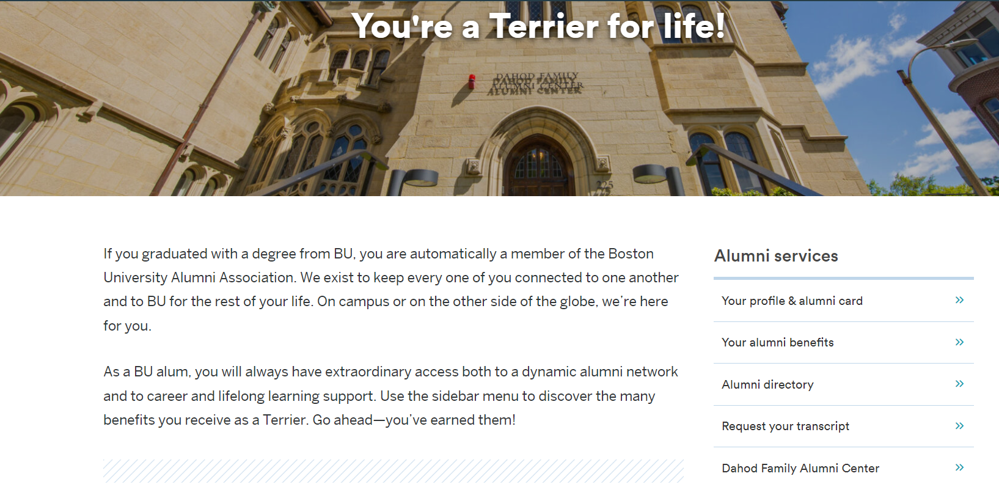 You're a Terrier for life!
DAHOD FAMILY
ALUMNI CENTER
225
If you graduated with a degree from BU, you are automatically a member of the Boston
University Alumni Association. We exist to keep every one of you connected to one another
and to BU for the rest of your life. On campus or on the other side of the globe, we’re here
for you.
As a BU alum, you will always have extraordinary access both to a dynamic alumni network
and to career and lifelong learning support. Use the sidebar menu to discover the many
benefits you receive as a Terrier. Go ahead—you’ve earned them!
Alumni services
Your profile & alumni card »
Your alumni benefits »
Alumni directory »
Request your transcript »
Dahod Family Alumni Center »